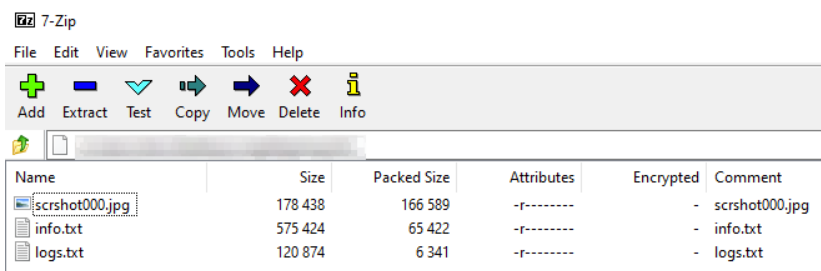 7z 7-Zip
File Edit View Favorites Tools Help
Add Extract Test Copy Move Delete Info
Name Size Packed Size Attributes Encrypted Comment
scrshot000.jpg 178 438 166 589 -r-------- - scrshot000.jpg
info.txt 575 424 65 422 -r-------- - info.txt
logs.txt 120 874 6 341 -r-------- - logs.txt